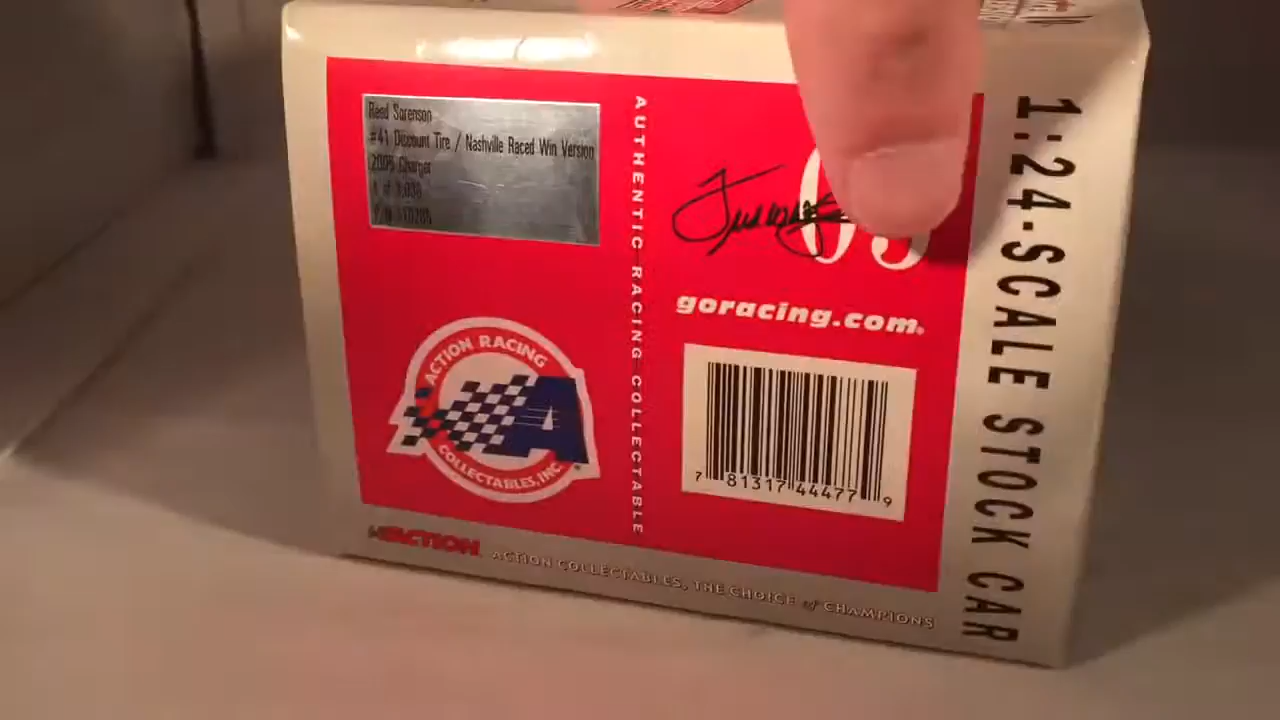 Reed Sorenson
#41 Discount Tire / Nashville Raced Win Version
2005 Charger
AUTHENTIC RACING COLLECTABLE
goracing.com
ACTION RACING
A
COLLECTABLES, INC.
7 81317 44477 9
ACTION ACTION COLLECTABLES, THE CHOICE of CHAMPIONS
1:24-SCALE STOCK CAR